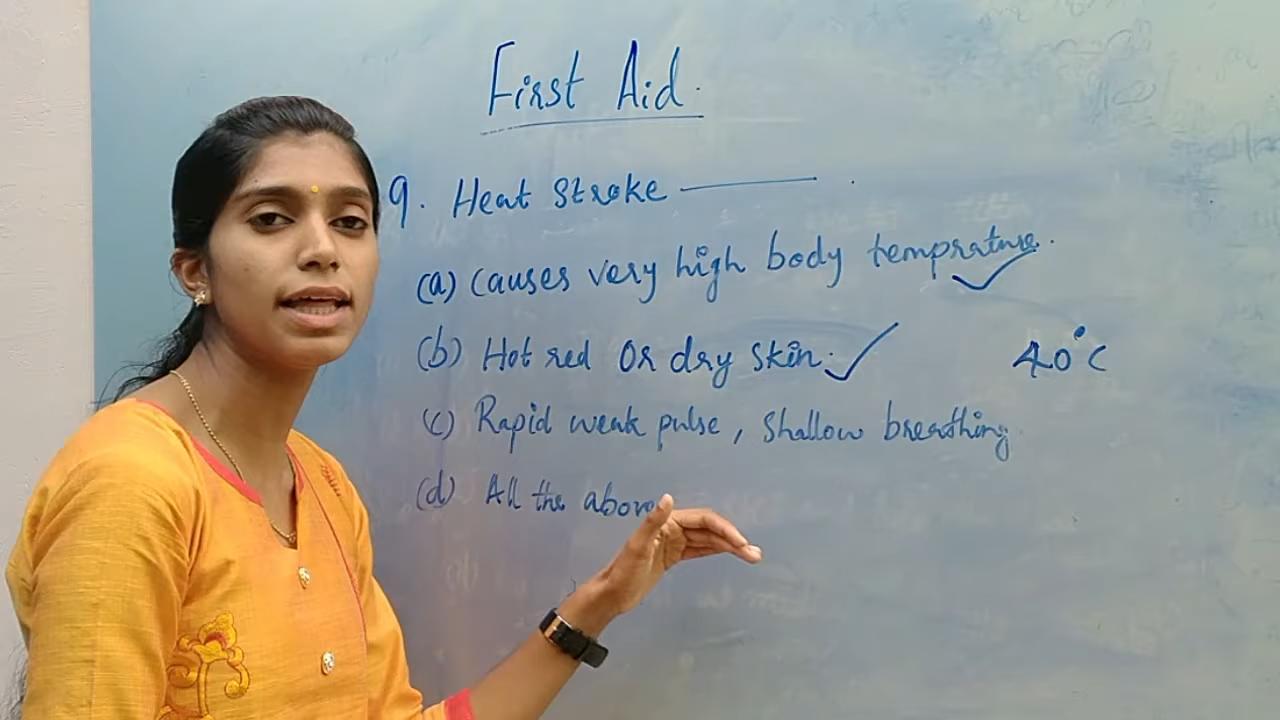 First Aid.
9. Heat stroke ———.
(a) Causes very high body temprature.
(b) Hot red or dry skin.
40°C
(c) Rapid weak pulse, shallow breathing
(d) All the above